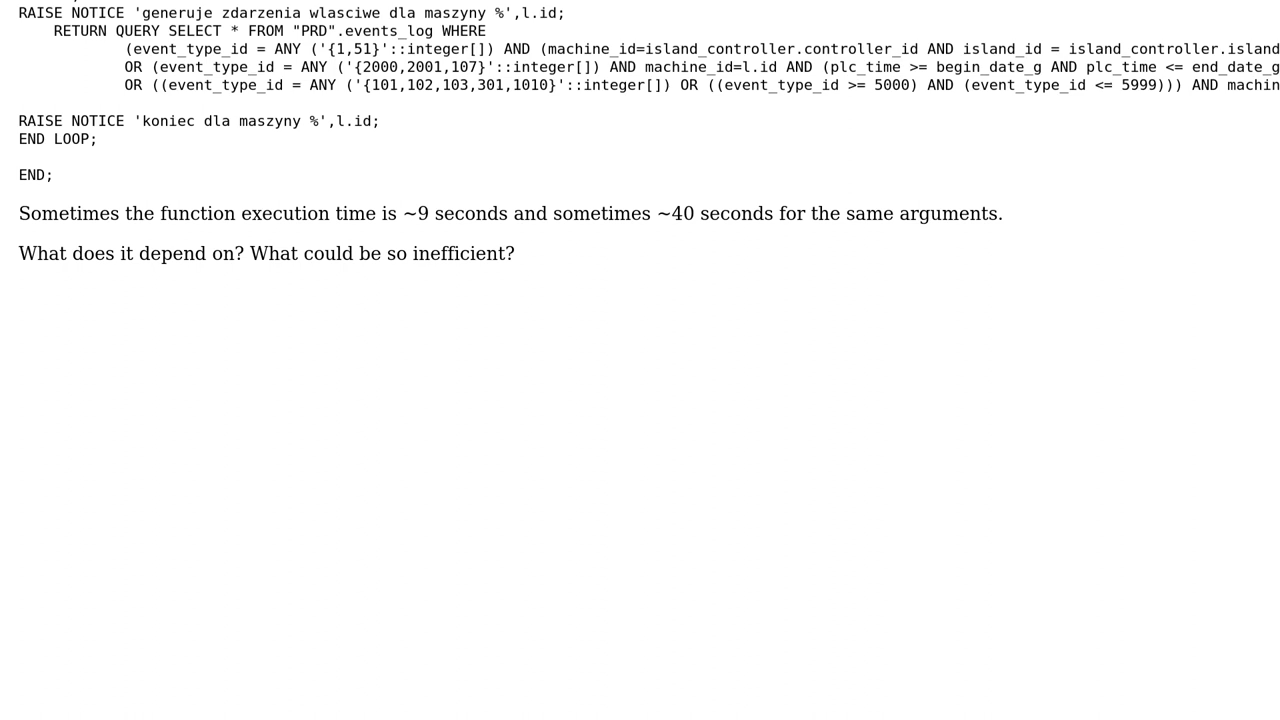 RAISE NOTICE 'generuje zdarzenia wlasciwe dla maszyny %',l.id;
RETURN QUERY SELECT * FROM "PRD".events_log WHERE
(event_type_id = ANY ('{1,51}'::integer[]) AND (machine_id=island_controller.controller_id AND island_id = island_controller.island
OR (event_type_id = ANY ('{2000,2001,107}'::integer[]) AND machine_id=l.id AND (plc_time >= begin_date_g AND plc_time <= end_date_g
OR ((event_type_id = ANY ('{101,102,103,301,1010}'::integer[]) OR ((event_type_id >= 5000) AND (event_type_id <= 5999))) AND machin
RAISE NOTICE 'koniec dla maszyny %',l.id;
END LOOP;
END;
Sometimes the function execution time is ~9 seconds and sometimes ~40 seconds for the same arguments.
What does it depend on? What could be so inefficient?